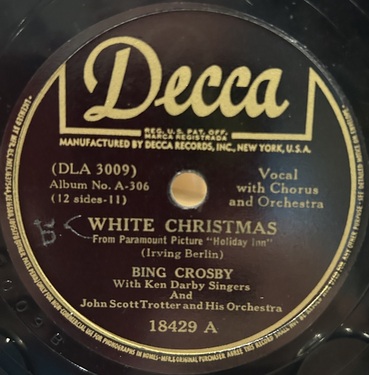 Decca
REG. U.S. PAT. OFF.
MARCA REGISTRADA
MANUFACTURED BY DECCA RECORDS, INC., NEW YORK, U.S.A.
(DLA 3009)
Album No. A-306
(12 sides-11)
Vocal
with Chorus
and Orchestra
WHITE CHRISTMAS
From Paramount Picture "Holiday Inn"
(Irving Berlin)
BING CROSBY
With Ken Darby Singers
And
John Scott Trotter and His Orchestra
18429 A